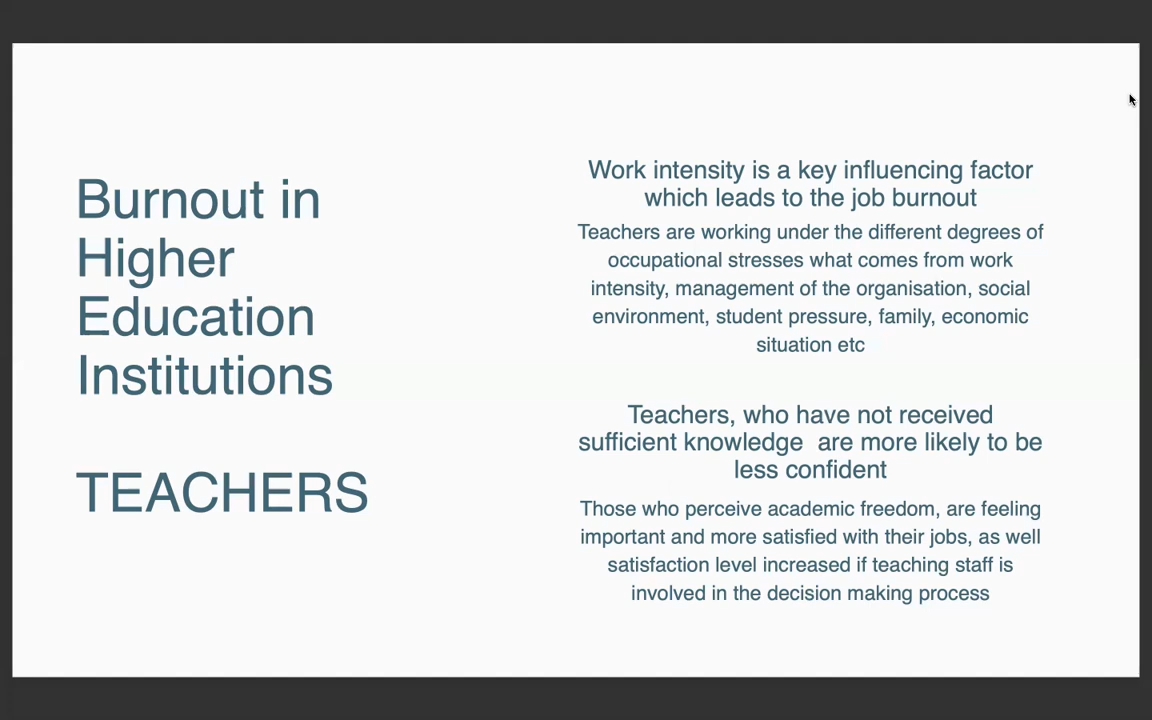 Burnout in
Higher
Education
Institutions
TEACHERS
Work intensity is a key influencing factor
which leads to the job burnout
Teachers are working under the different degrees of
occupational stresses what comes from work
intensity, management of the organisation, social
environment, student pressure, family, economic
situation etc
Teachers, who have not received
sufficient knowledge  are more likely to be
less confident
Those who perceive academic freedom, are feeling
important and more satisfied with their jobs, as well
satisfaction level increased if teaching staff is
involved in the decision making process